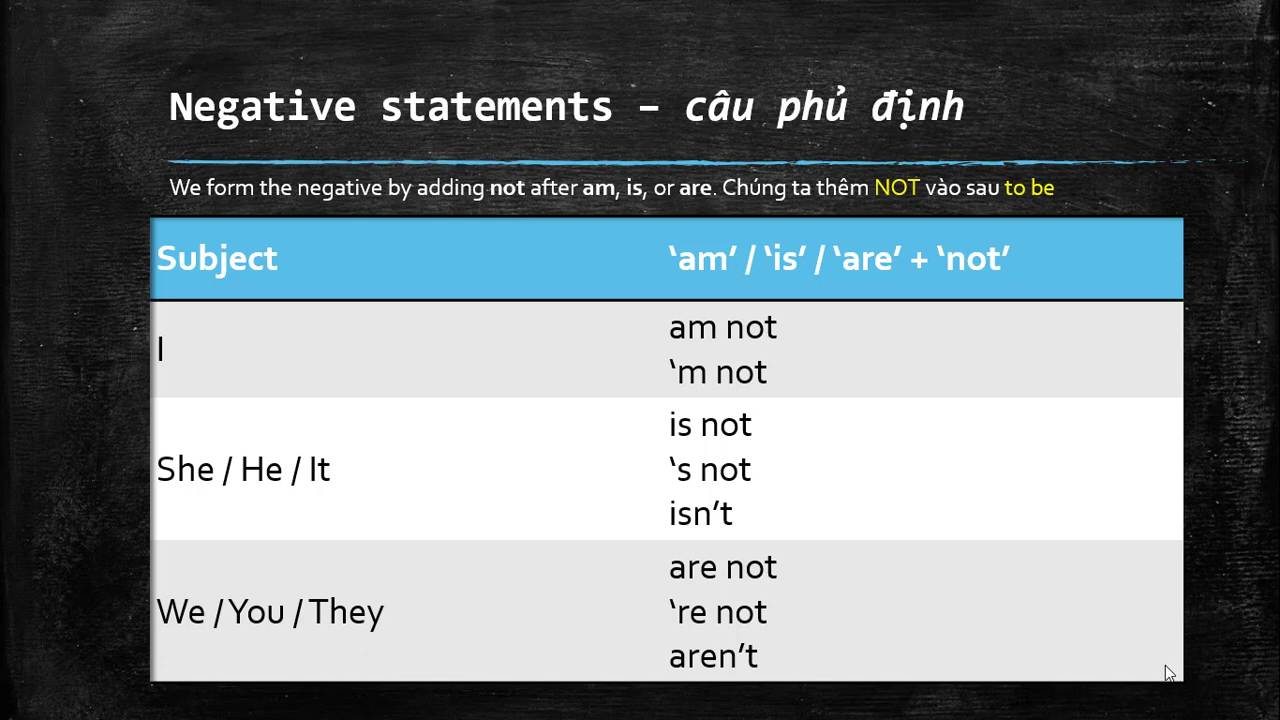 Negative statements – câu phủ định
We form the negative by adding not after am, is, or are. Chúng ta thêm NOT vào sau to be
Subject
‘am’ / ‘is’ / ‘are’ + ‘not’
I
am not
‘m not
She / He / It
is not
‘s not
isn’t
We / You / They
are not
‘re not
aren’t